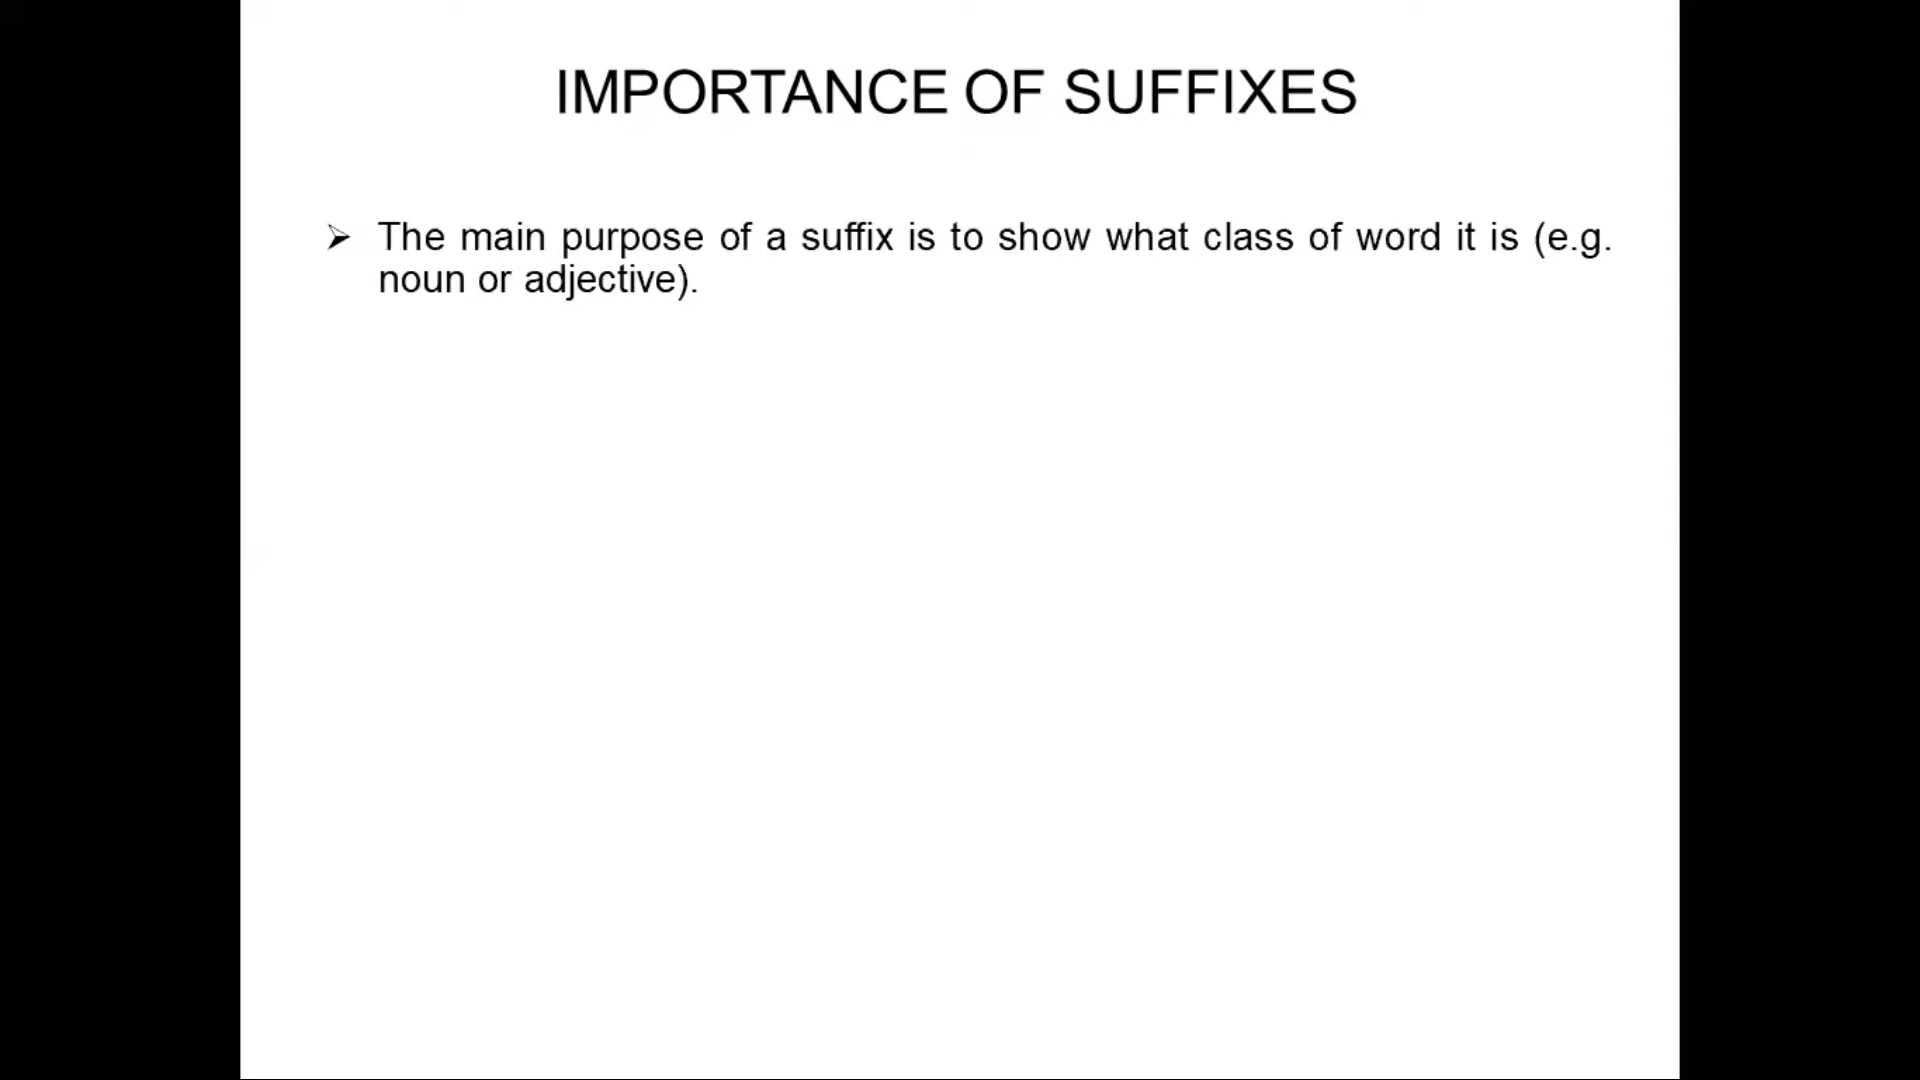 IMPORTANCE OF SUFFIXES
➢ The main purpose of a suffix is to show what class of word it is (e.g.
noun or adjective).